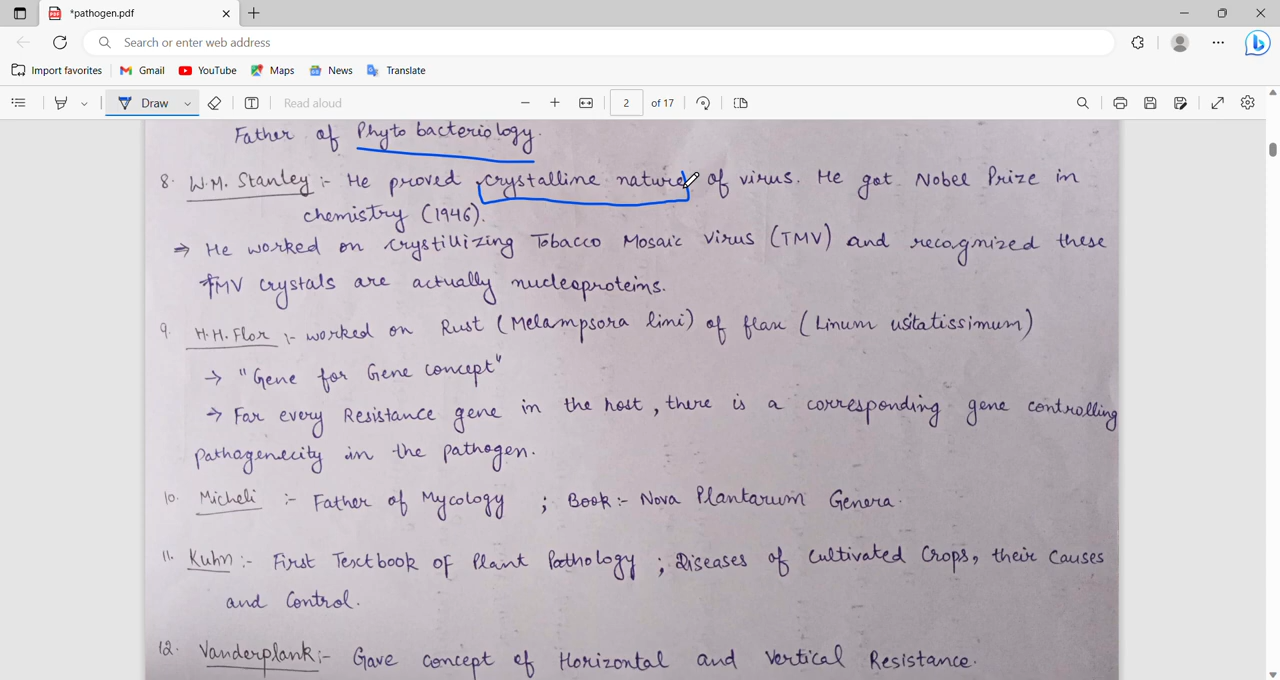 *pathogen.pdf
Search or enter web address
Import favorites Gmail YouTube Maps News Translate
Draw Read aloud 2 of 17
Father of Phyto bacteriology.
8. W.M. Stanley :- He proved crystalline nature of virus. He got Nobel Prize in
chemistry (1946).
⇒ He worked on crystillizing Tobacco Mosaic virus (TMV) and recognized these
TMV crystals are actually nucleoproteins.
9. H.H. Flor :- worked on Rust (Melampsora lini) of flax (Linum usitatissimum)
→ "Gene for Gene concept"
→ For every Resistance gene in the host, there is a corresponding gene controlling
pathogenecity in the pathogen.
10. Micheli :- Father of Mycology ; Book :- Nova Plantarum Genera.
11. Kuhn :- First Textbook of Plant Pathology ; Diseases of cultivated Crops, their causes
and control.
12. Vanderplank :- Gave concept of Horizontal and Vertical Resistance.